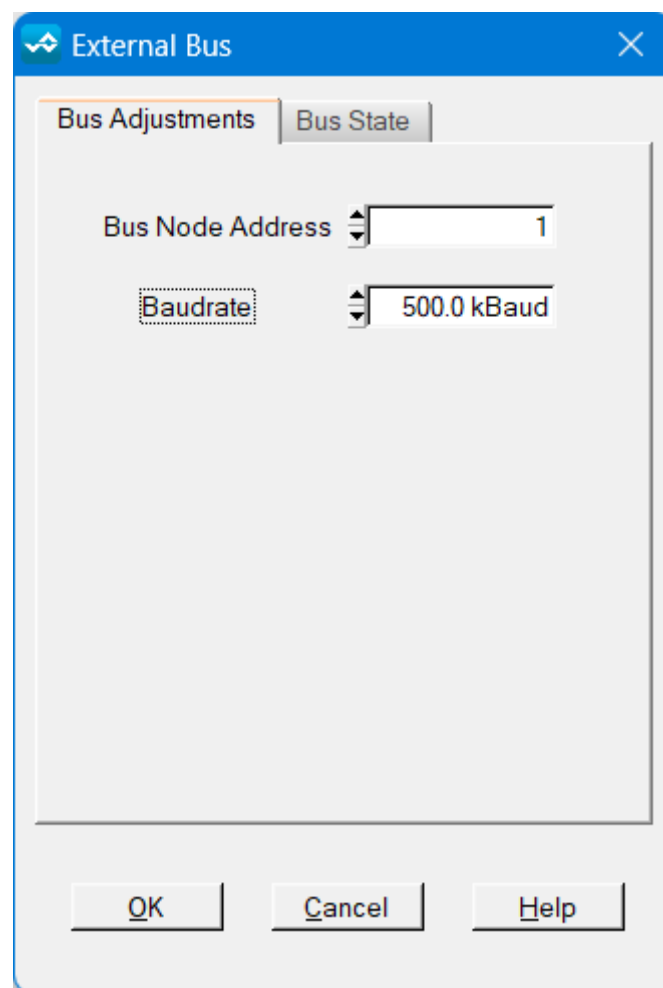 External Bus
Bus Adjustments Bus State
Bus Node Address 1
Baudrate 500.0 kBaud
OK Cancel Help